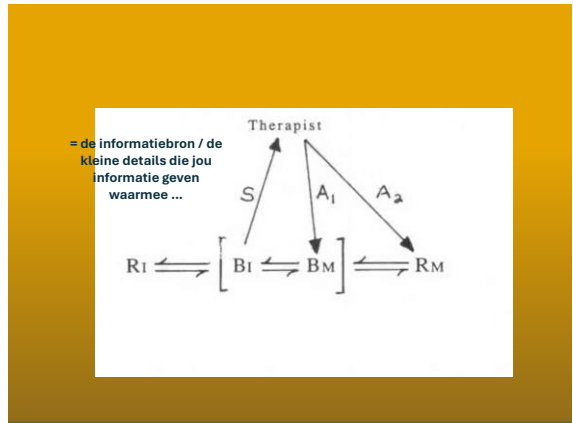 Therapist
= de informatiebron / de
kleine details die jou
informatie geven
waarmee ...
S A₁ A₂
RI [ BI BM ] RM